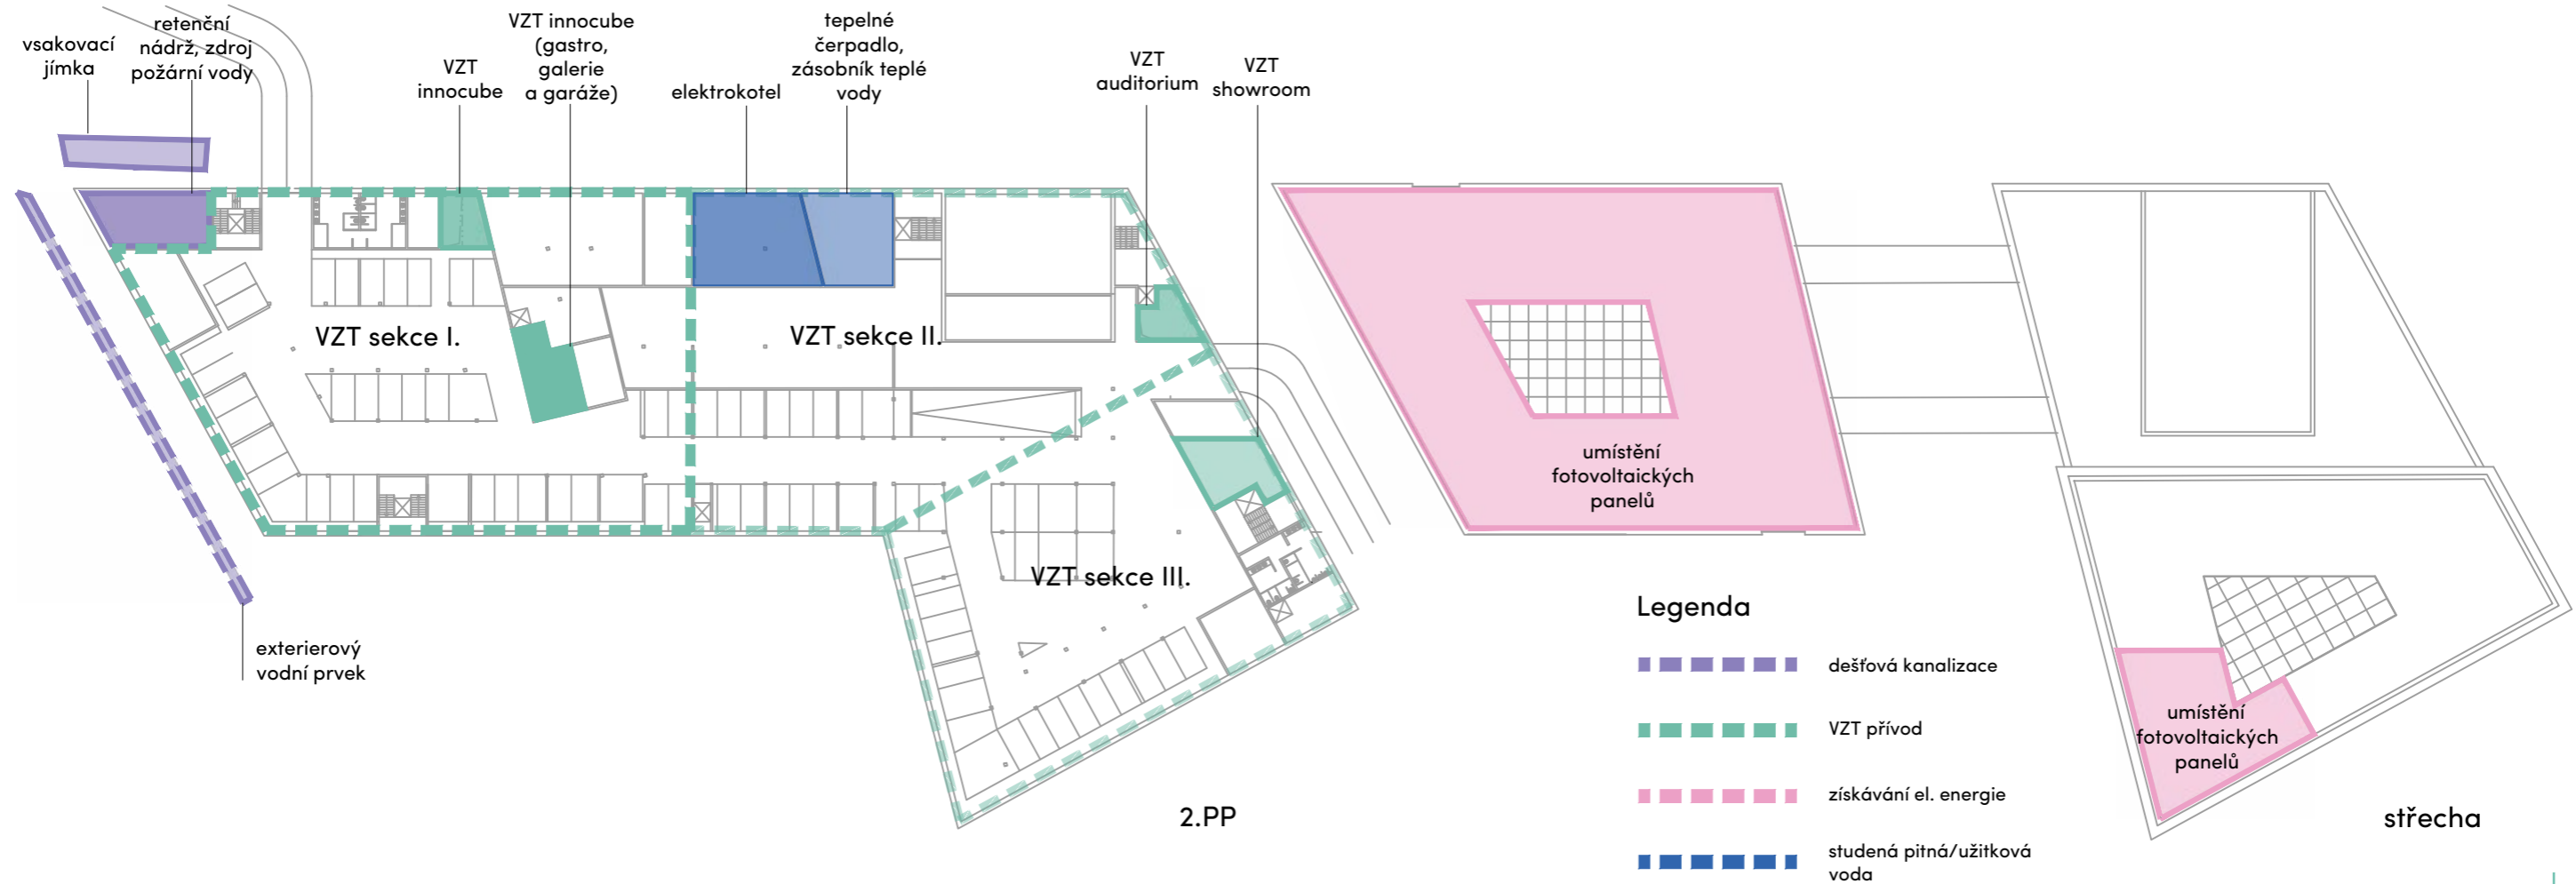 vsakovací
jímka
retenční
nádrž, zdroj
požární vody
VZT
innocube
VZT innocube
(gastro,
galerie
a garáže)
elektrokotel
tepelné
čerpadlo,
zásobník teplé
vody
VZT
auditorium
VZT
showroom
VZT sekce I.
VZT sekce II.
VZT sekce III.
exterierový
vodní prvek
2.PP
umístění
fotovoltaických
panelů
umístění
fotovoltaických
panelů
střecha
Legenda
dešťová kanalizace
VZT přívod
získávání el. energie
studená pitná/užitková
voda